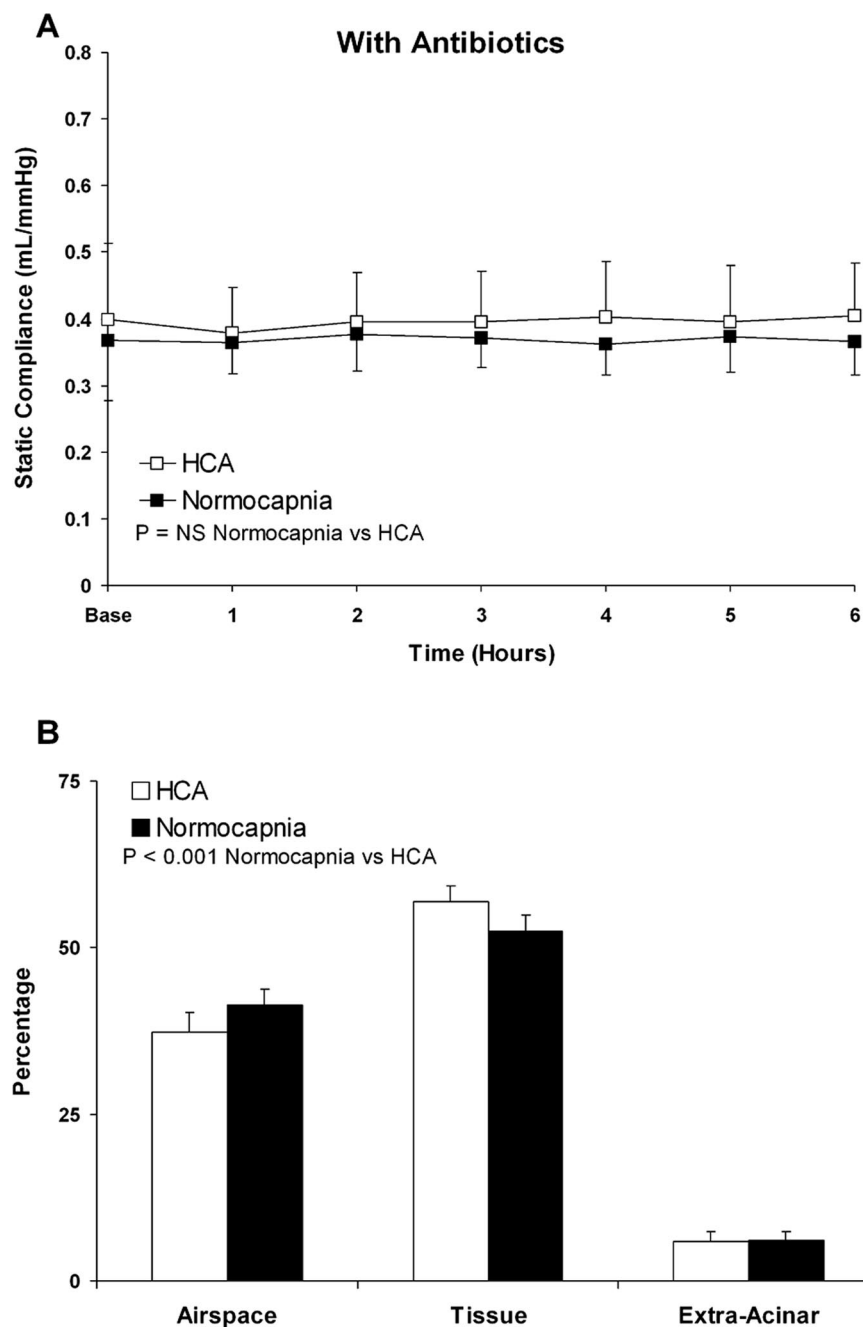 A
With Antibiotics
Static Compliance (mL/mmHg)
0.8
0.7
0.6
0.5
0.4
0.3
0.2
0.1
0
HCA
Normocapnia
P = NS Normocapnia vs HCA
Base 1 2 3 4 5 6
Time (Hours)
B
Percentage
75
50
25
0
HCA
Normocapnia
P < 0.001 Normocapnia vs HCA
Airspace Tissue Extra-Acinar